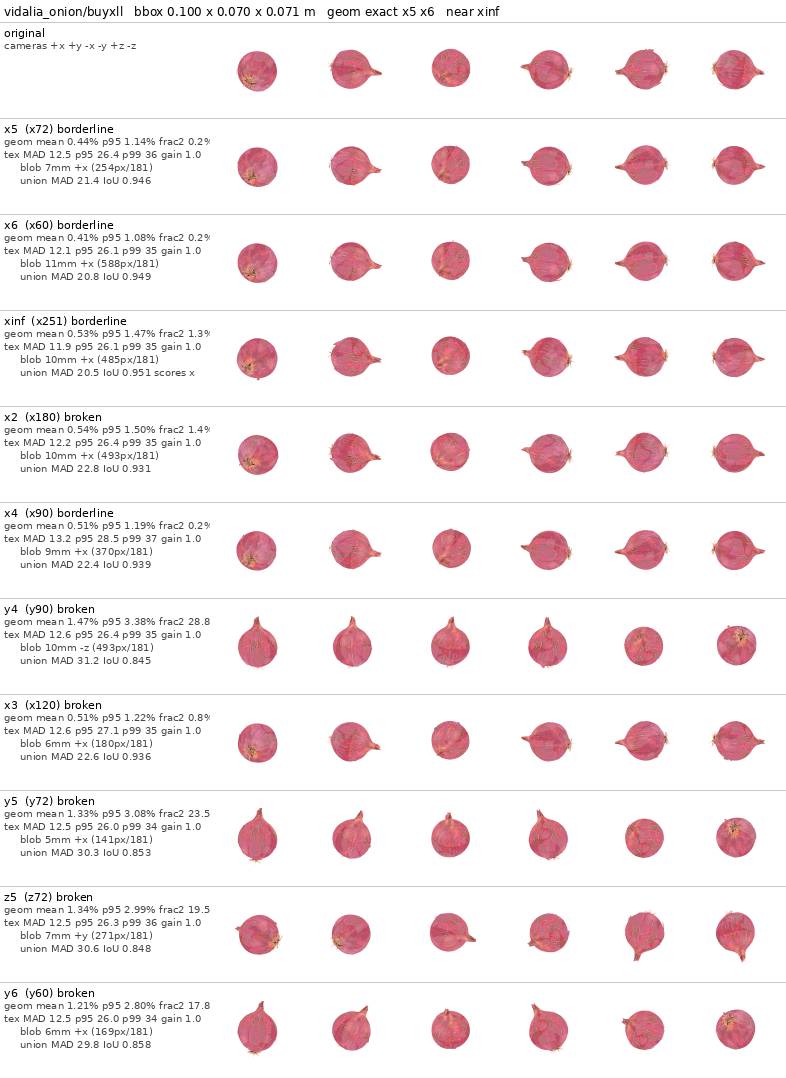 vidalia_onion/buyxll   bbox 0.100 x 0.070 x 0.071 m   geom exact x5 x6   near xinf
original
cameras +x +y -x -y +z -z
x5  (x72) borderline
geom mean 0.44% p95 1.14% frac2 0.2%
tex MAD 12.5 p95 26.4 p99 36 gain 1.0
blob 7mm +x (254px/181)
union MAD 21.4 IoU 0.946
x6  (x60) borderline
geom mean 0.41% p95 1.08% frac2 0.2%
tex MAD 12.1 p95 26.1 p99 35 gain 1.0
blob 11mm +x (588px/181)
union MAD 20.8 IoU 0.949
xinf  (x251) borderline
geom mean 0.53% p95 1.47% frac2 1.3%
tex MAD 11.9 p95 26.1 p99 35 gain 1.0
blob 10mm +x (485px/181)
union MAD 20.5 IoU 0.951 scores x
x2  (x180) broken
geom mean 0.54% p95 1.50% frac2 1.4%
tex MAD 12.2 p95 26.4 p99 35 gain 1.0
blob 10mm +x (493px/181)
union MAD 22.8 IoU 0.931
x4  (x90) borderline
geom mean 0.51% p95 1.19% frac2 0.2%
tex MAD 13.2 p95 28.5 p99 37 gain 1.0
blob 9mm +x (370px/181)
union MAD 22.4 IoU 0.939
y4  (y90) broken
geom mean 1.47% p95 3.38% frac2 28.8
tex MAD 12.6 p95 26.4 p99 35 gain 1.0
blob 10mm -z (493px/181)
union MAD 31.2 IoU 0.845
x3  (x120) broken
geom mean 0.51% p95 1.22% frac2 0.8%
tex MAD 12.6 p95 27.1 p99 35 gain 1.0
blob 6mm +x (180px/181)
union MAD 22.6 IoU 0.936
y5  (y72) broken
geom mean 1.33% p95 3.08% frac2 23.5
tex MAD 12.5 p95 26.0 p99 34 gain 1.0
blob 5mm +x (141px/181)
union MAD 30.3 IoU 0.853
z5  (z72) broken
geom mean 1.34% p95 2.99% frac2 19.5
tex MAD 12.5 p95 26.3 p99 36 gain 1.0
blob 7mm +y (271px/181)
union MAD 30.6 IoU 0.848
y6  (y60) broken
geom mean 1.21% p95 2.80% frac2 17.8
tex MAD 12.5 p95 26.0 p99 34 gain 1.0
blob 6mm +x (169px/181)
union MAD 29.8 IoU 0.858